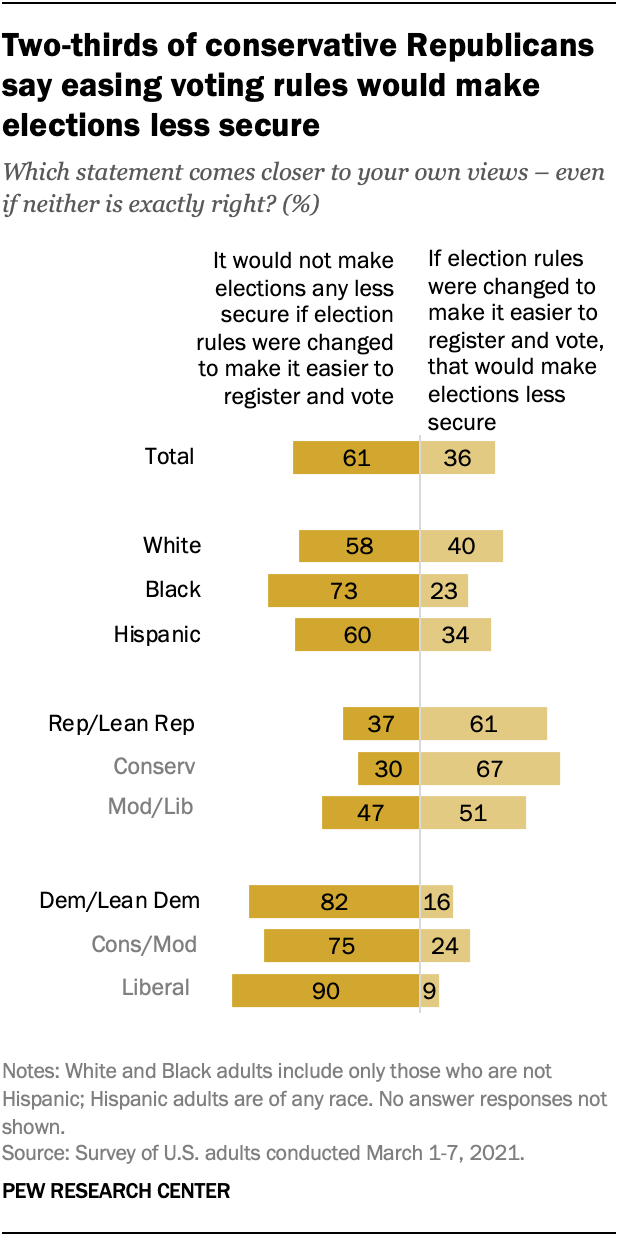 Two-thirds of conservative Republicans
say easing voting rules would make
elections less secure
Which statement comes closer to your own views – even
if neither is exactly right? (%)
It would not make
elections any less
secure if election
rules were changed
to make it easier to
register and vote
If election rules
were changed to
make it easier to
register and vote,
that would make
elections less
secure
Total 61 36
White 58 40
Black 73 23
Hispanic 60 34
Rep/Lean Rep 37 61
Conserv 30 67
Mod/Lib 47 51
Dem/Lean Dem 82 16
Cons/Mod 75 24
Liberal 90 9
Notes: White and Black adults include only those who are not
Hispanic; Hispanic adults are of any race. No answer responses not
shown.
Source: Survey of U.S. adults conducted March 1-7, 2021.
PEW RESEARCH CENTER